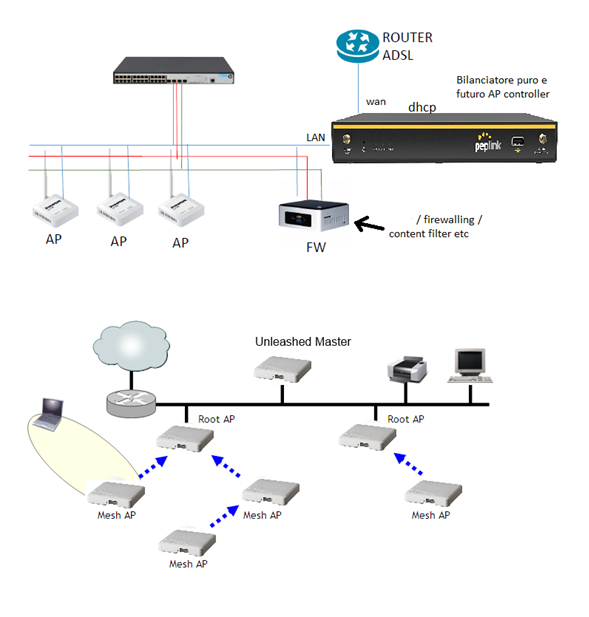 ROUTER
ADSL
Bilanciatore puro e
futuro AP controller
wan
dhcp
LAN
peplink
AP
AP
AP
FW
/ firewalling /
content filter etc
Unleashed Master
Root AP
Root AP
Mesh AP
Mesh AP
Mesh AP
Mesh AP